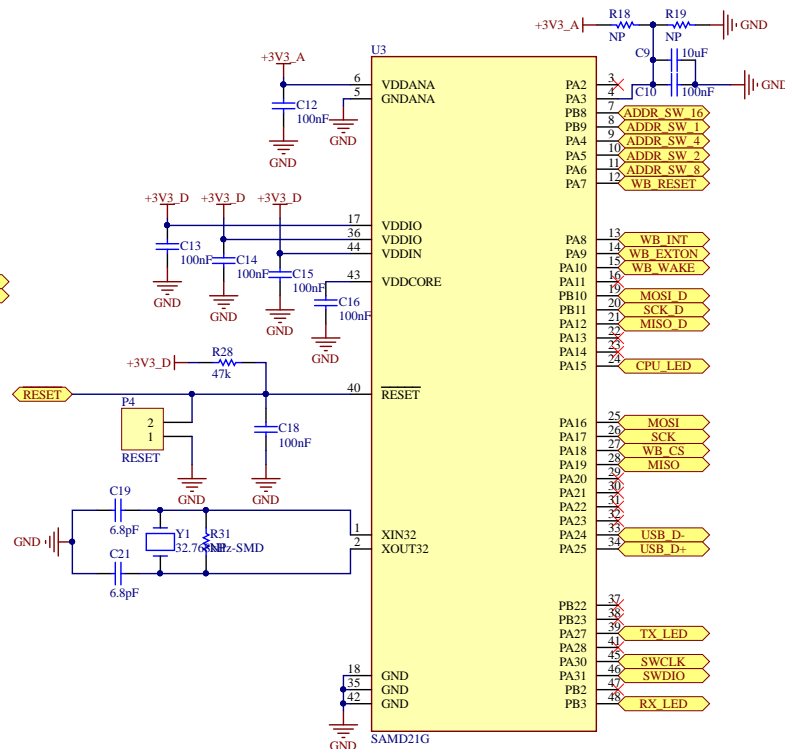 R18 R19
+3V3_A GND
NP NP
U3 C9 10uF
+3V3_A
3
6 VDDANA PA2
C10 100nF GND
5 GNDANA PA3 4
C12 PB8 7 ADDR_SW_16
100nF PB9 8 ADDR_SW_1
GND PA4 9 ADDR_SW_4
GND PA5 10 ADDR_SW_2
PA6 11 ADDR_SW_8
PA7 12 WB_RESET
+3V3_D +3V3_D +3V3_D
17 VDDIO
36 VDDIO PA8 13 WB_INT
C13 44 VDDIN PA9 14 WB_EXTON
100nF C14 PA10 15 WB_WAKE
100nF C15 43 VDDCORE PA11 16
100nF PB10 19 MOSI_D
GND C16 PB11 20 SCK_D
GND 100nF PA12 21 MISO_D
GND PA13 22
GND PA14 23
R28
+3V3_D PA15 24 CPU_LED
47k
RESET 40 RESET
P4
2 C18 PA16 25 MOSI
1 100nF PA17 26 SCK
RESET PA18 27 WB_CS
PA19 28 MISO
GND GND PA20 29
C19 PA21 30
6.8pF PA22 31
PA23 32
GND Y1 R31 1 XIN32 PA24 33 USB_D-
32.768kHz-SMD NP 2 XOUT32 PA25 34 USB_D+
C21
6.8pF
PB22 37
PB23 38
PA27 39 TX_LED
PA28 41
PA30 45 SWCLK
18 GND PA31 46 SWDIO
35 GND PB2 47
42 GND PB3 48 RX_LED
GND SAMD21G